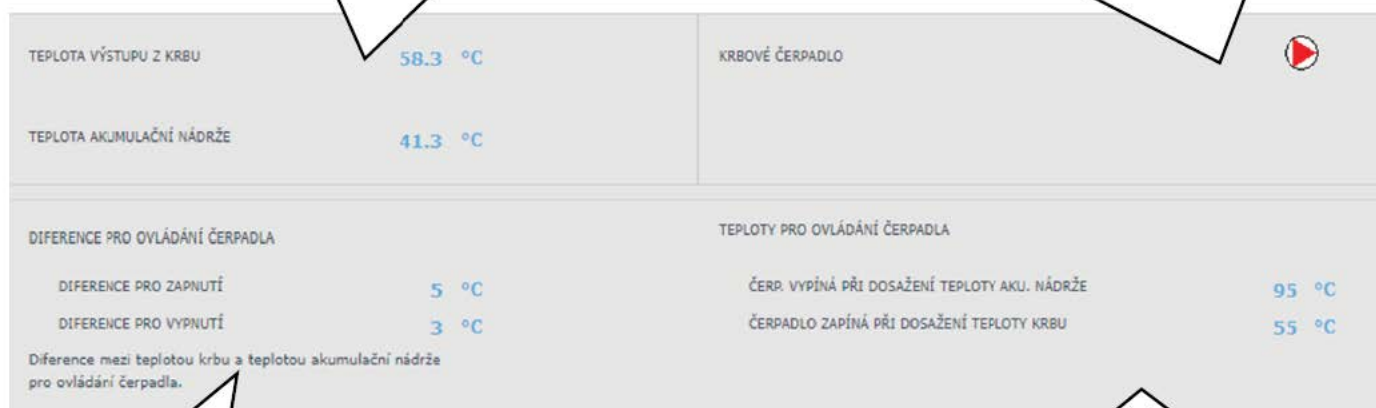 TEPLOTA VÝSTUPU Z KRBU 58.3 °C
KRBOVÉ ČERPADLO
TEPLOTA AKUMULAČNÍ NÁDRŽE 41.3 °C
DIFERENCE PRO OVLÁDÁNÍ ČERPADLA
DIFERENCE PRO ZAPNUTÍ 5 °C
DIFERENCE PRO VYPNUTÍ 3 °C
Diference mezi teplotou krbu a teplotou akumulační nádrže
pro ovládání čerpadla.
TEPLOTY PRO OVLÁDÁNÍ ČERPADLA
ČERP. VYPÍNÁ PŘI DOSAŽENÍ TEPLOTY AKU. NÁDRŽE 95 °C
ČERPADLO ZAPÍNÁ PŘI DOSAŽENÍ TEPLOTY KRBU 55 °C